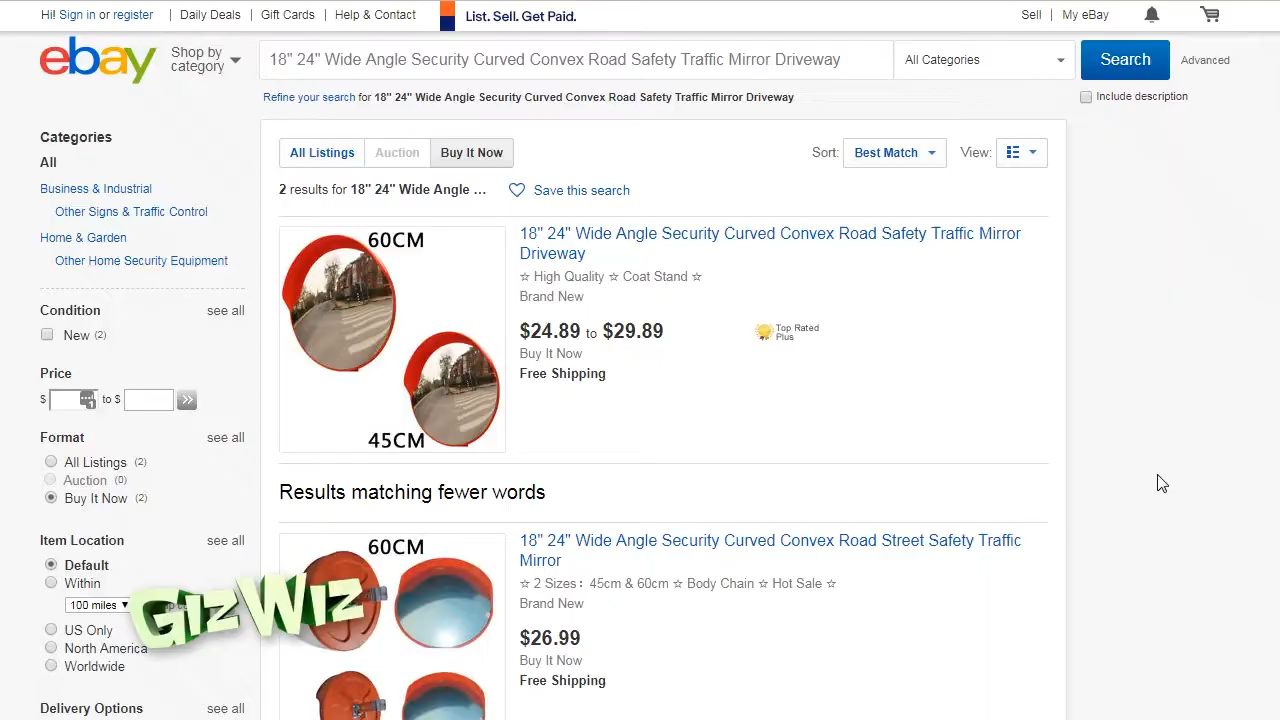 Hi! Sign in or register
Daily Deals
Gift Cards
Help & Contact
List. Sell. Get Paid.
Sell
My eBay
ebay
Shop by
category
18" 24" Wide Angle Security Curved Convex Road Safety Traffic Mirror Driveway
All Categories
Search
Advanced
Refine your search for 18" 24" Wide Angle Security Curved Convex Road Safety Traffic Mirror Driveway
Include description
Categories
All
Business & Industrial
Other Signs & Traffic Control
Home & Garden
Other Home Security Equipment
Condition
see all
New (2)
Price
$ to $
Format
see all
All Listings (2)
Auction (0)
Buy It Now (2)
Item Location
see all
Default
Within
100 miles
US Only
North America
Worldwide
Delivery Options
see all
GizWiz
All Listings
Auction
Buy It Now
Sort:
Best Match
View:
2 results for 18" 24" Wide Angle ...
Save this search
60CM
45CM
18" 24" Wide Angle Security Curved Convex Road Safety Traffic Mirror
Driveway
☆ High Quality ☆ Coat Stand ☆
Brand New
$24.89 to $29.89
Top Rated
Plus
Buy It Now
Free Shipping
Results matching fewer words
60CM
18" 24" Wide Angle Security Curved Convex Road Street Safety Traffic
Mirror
☆ 2 Sizes: 45cm & 60cm ☆ Body Chain ☆ Hot Sale ☆
Brand New
$26.99
Buy It Now
Free Shipping